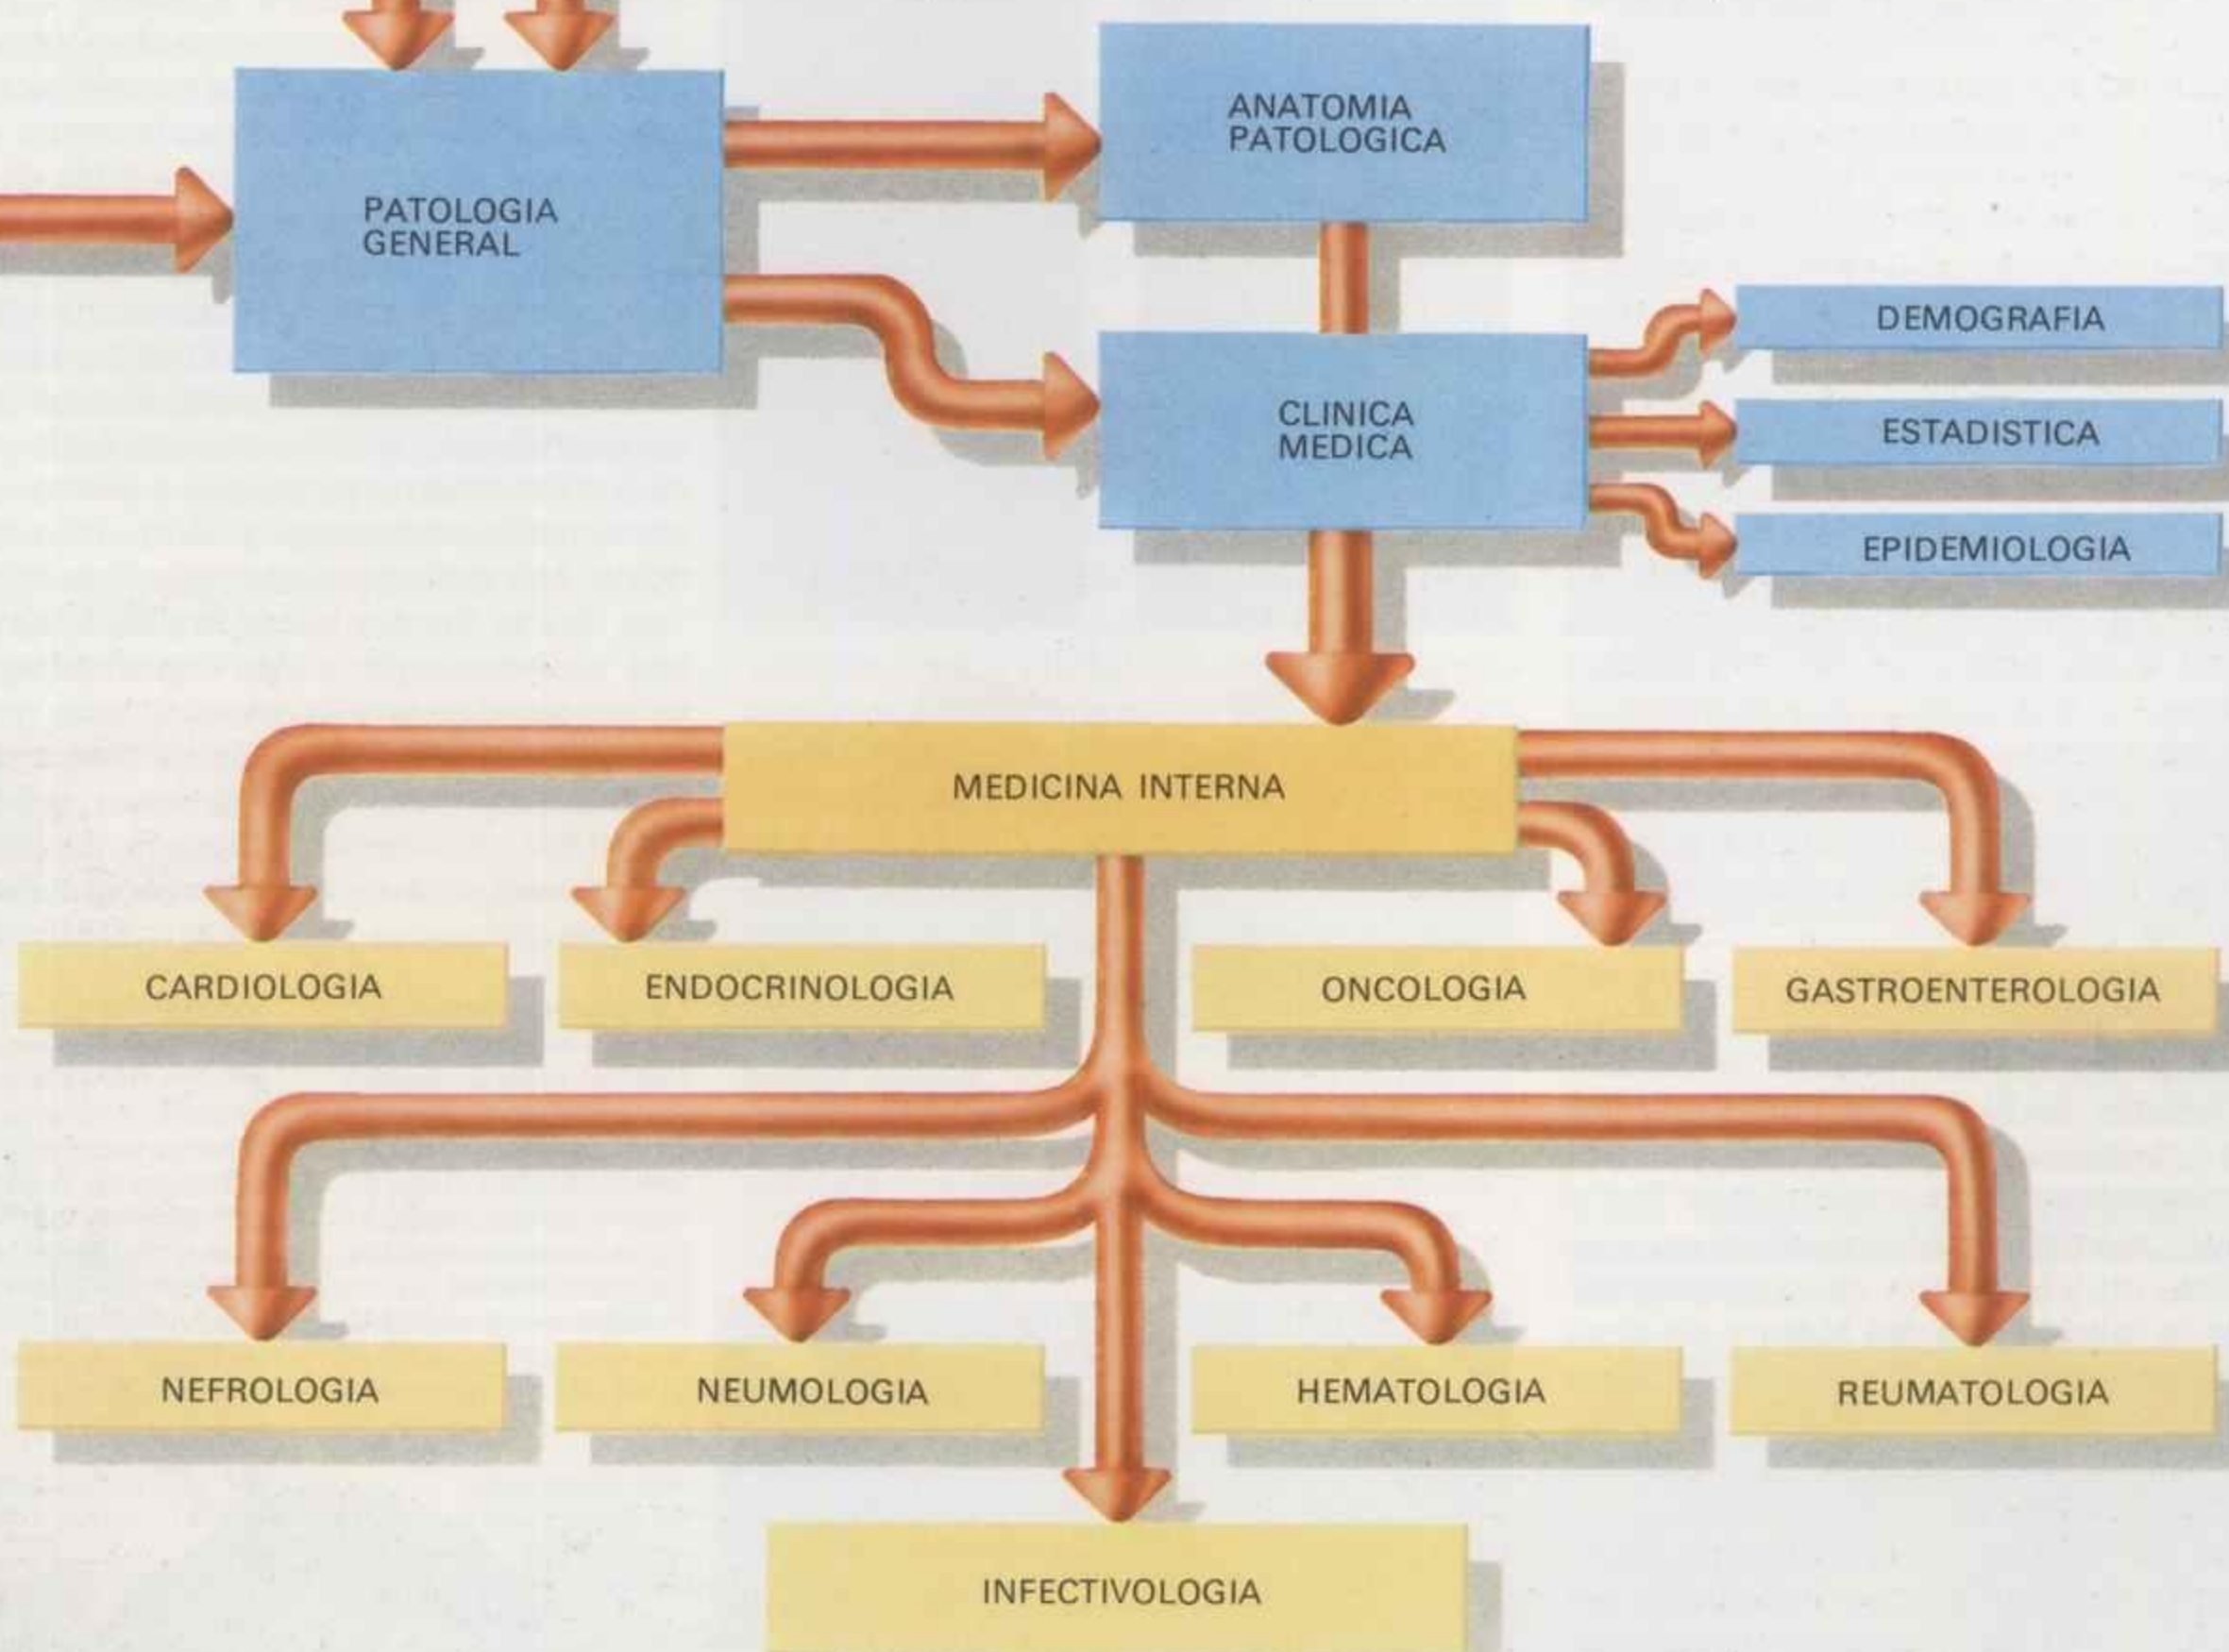 ANATOMIA
PATOLOGICA
PATOLOGIA
GENERAL
DEMOGRAFIA
CLINICA
MEDICA
ESTADISTICA
EPIDEMIOLOGIA
MEDICINA INTERNA
CARDIOLOGIA
ENDOCRINOLOGIA
ONCOLOGIA
GASTROENTEROLOGIA
NEFROLOGIA
NEUMOLOGIA
HEMATOLOGIA
REUMATOLOGIA
INFECTIVOLOGIA